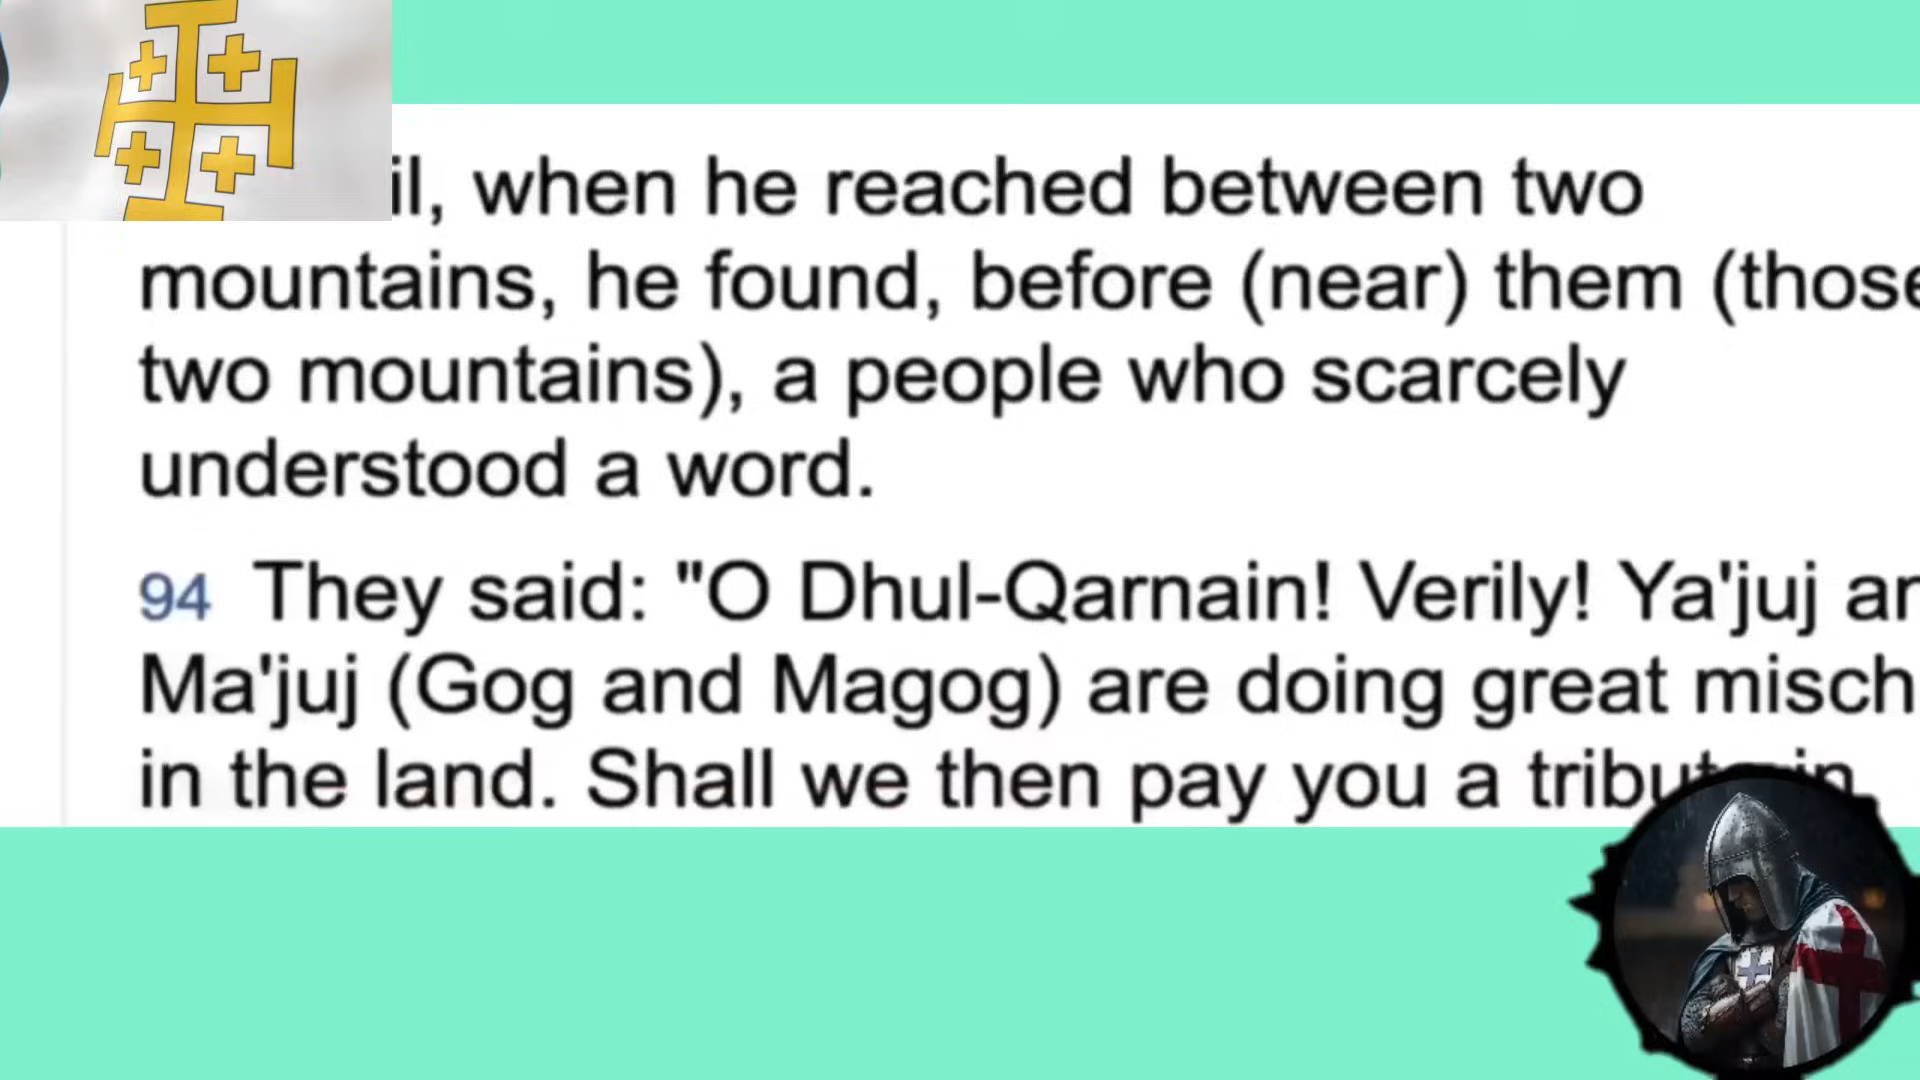 il, when he reached between two
mountains, he found, before (near) them (those
two mountains), a people who scarcely
understood a word.
94 They said: "O Dhul-Qarnain! Verily! Ya'juj
Ma'juj (Gog and Magog) are doing great misch
in the land. Shall we then pay you a tribut in